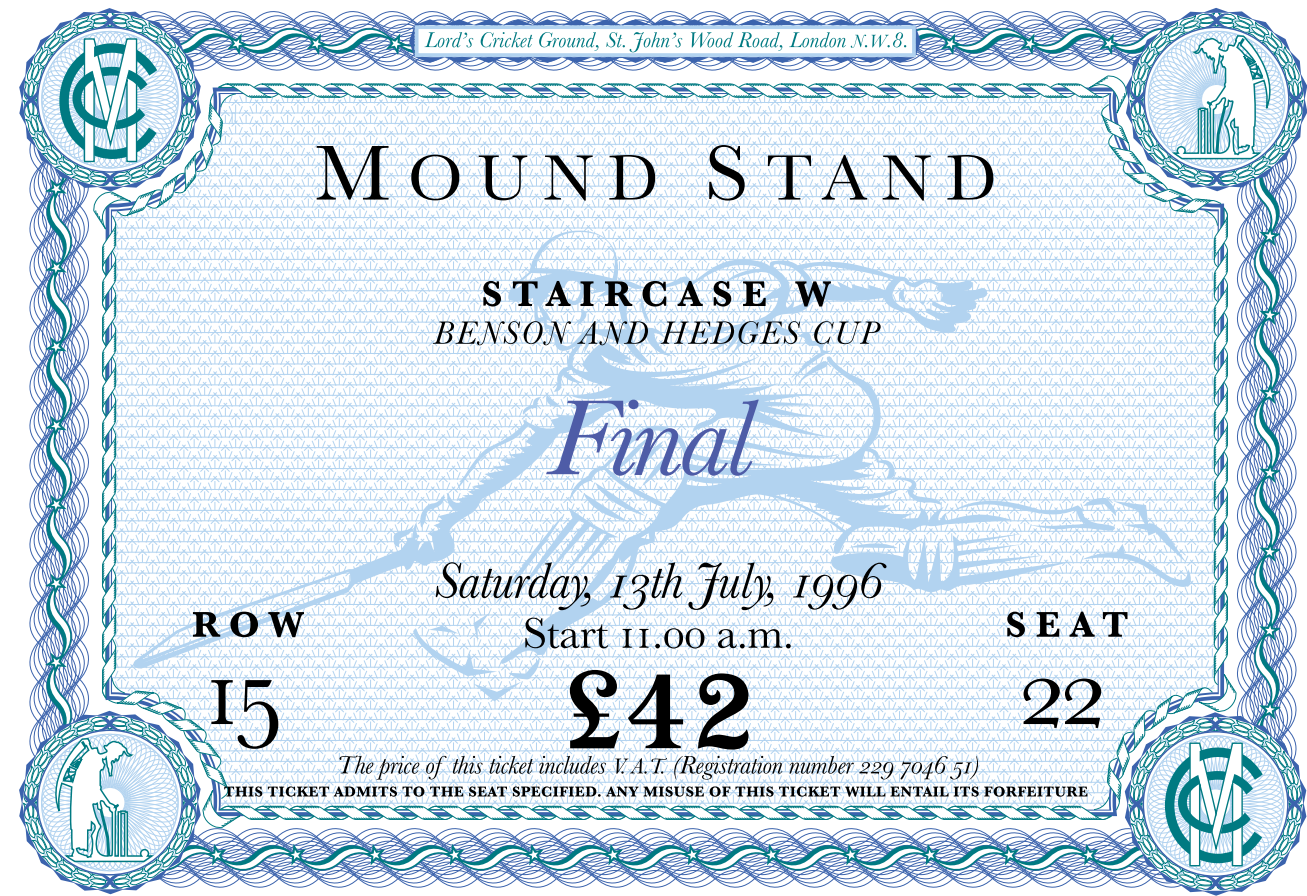 Lord's Cricket Ground, St. John's Wood Road, London N.W.8.
MCC
MOUND STAND
STAIRCASE W
BENSON AND HEDGES CUP
Final
Saturday, 13th July, 1996
Start 11.00 a.m.
ROW
SEAT
15
£42
22
The price of this ticket includes V.A.T. (Registration number 229 7046 51)
THIS TICKET ADMITS TO THE SEAT SPECIFIED. ANY MISUSE OF THIS TICKET WILL ENTAIL ITS FORFEITURE
MCC